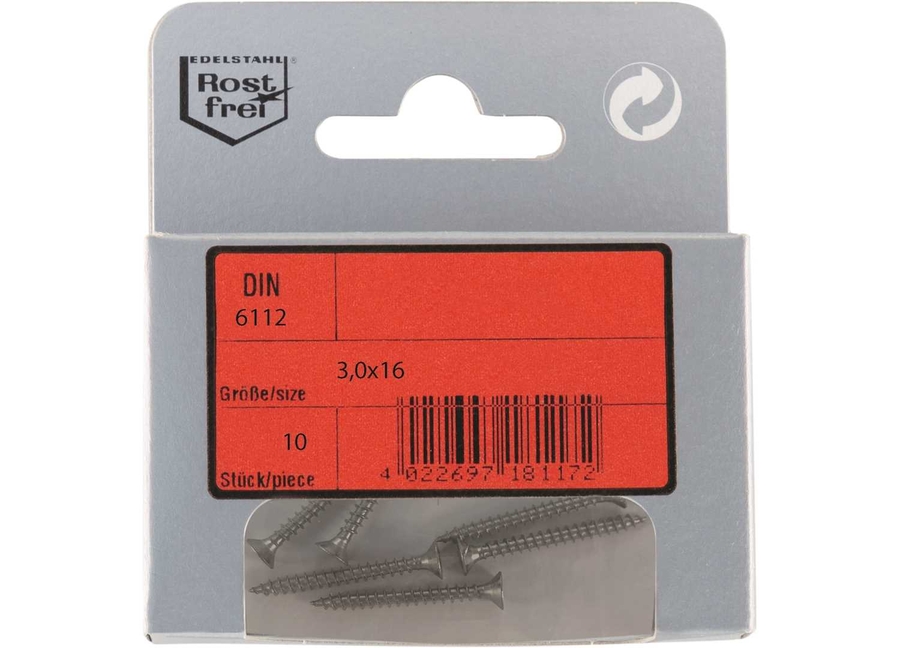 EDELSTAHL®
Rost
frei
DIN
6112
3,0x16
Größe/size
10
Stück/piece
4 022697 181172